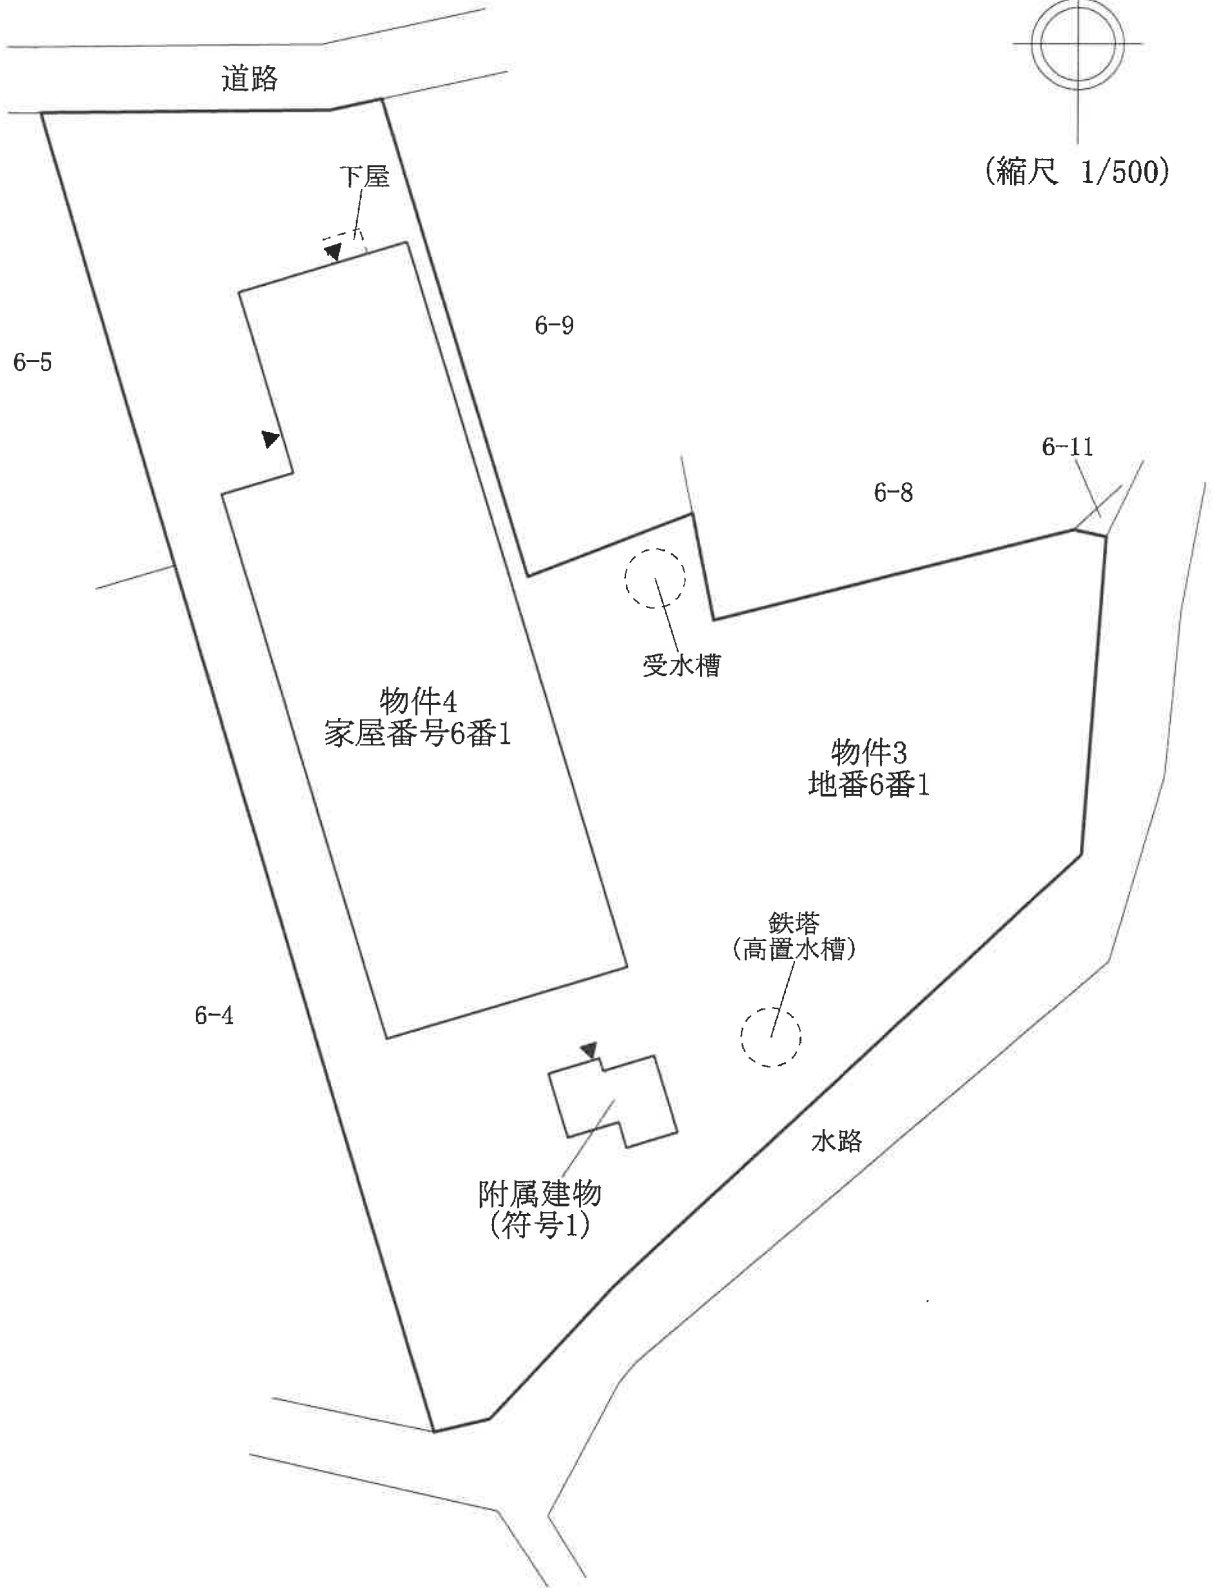 道路
(縮尺 1/500)
下屋
6-9
6-5
6-11
6-8
受水槽
物件4
家屋番号6番1
物件3
地番6番1
鉄塔
(高置水槽)
6-4
水路
附属建物
(符号1)